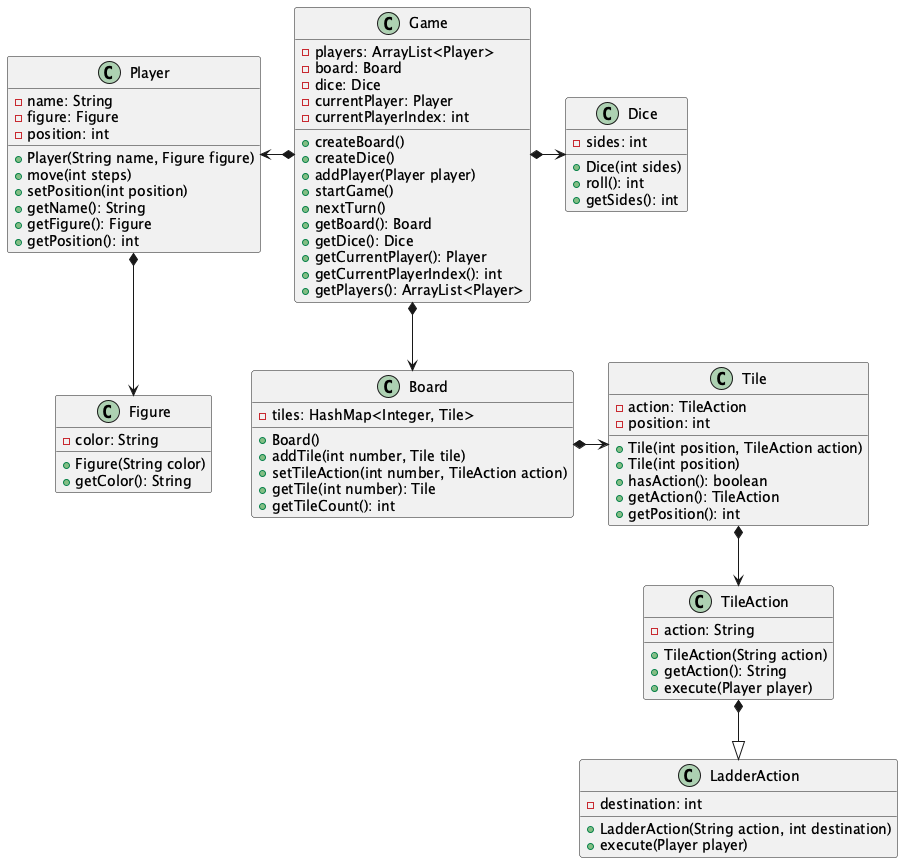 C Game
players: ArrayList<Player>
board: Board
dice: Dice
currentPlayer: Player
currentPlayerIndex: int
createBoard()
createDice()
addPlayer(Player player)
startGame()
nextTurn()
getBoard(): Board
getDice(): Dice
getCurrentPlayer(): Player
getCurrentPlayerIndex(): int
getPlayers(): ArrayList<Player>
C Player
name: String
figure: Figure
position: int
Player(String name, Figure figure)
move(int steps)
setPosition(int position)
getName(): String
getFigure(): Figure
getPosition(): int
C Dice
sides: int
Dice(int sides)
roll(): int
getSides(): int
C Figure
color: String
Figure(String color)
getColor(): String
C Board
tiles: HashMap<Integer, Tile>
Board()
addTile(int number, Tile tile)
setTileAction(int number, TileAction action)
getTile(int number): Tile
getTileCount(): int
C Tile
action: TileAction
position: int
Tile(int position, TileAction action)
Tile(int position)
hasAction(): boolean
getAction(): TileAction
getPosition(): int
C TileAction
action: String
TileAction(String action)
getAction(): String
execute(Player player)
C LadderAction
destination: int
LadderAction(String action, int destination)
execute(Player player)